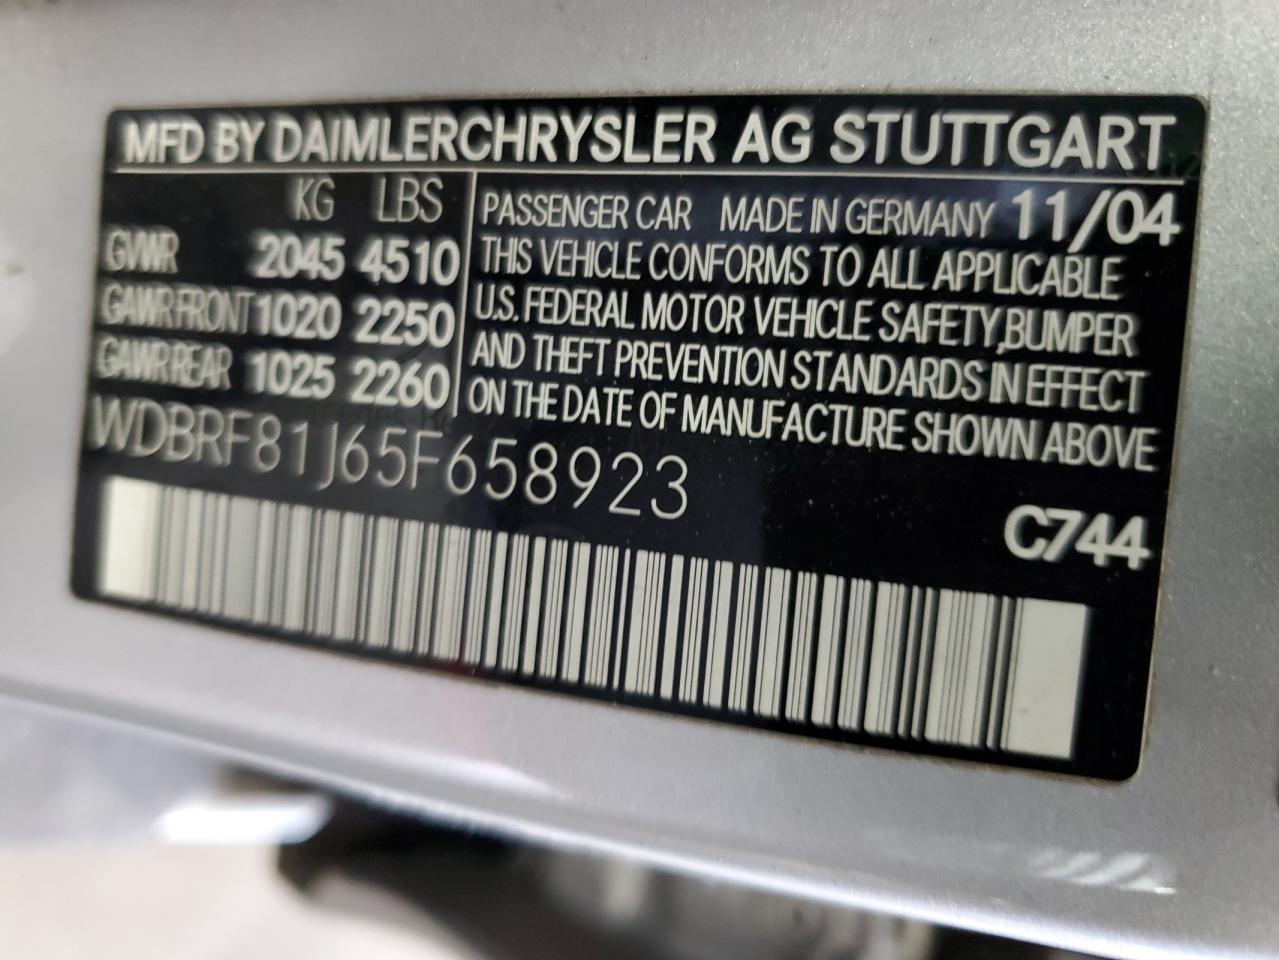 MFD BY DAIMLERCHRYSLER AG STUTTGART
KG LBS
GVWR 2045 4510
GAWR FRONT 1020 2250
GAWR REAR 1025 2260
PASSENGER CAR MADE IN GERMANY 11/04
THIS VEHICLE CONFORMS TO ALL APPLICABLE
U.S. FEDERAL MOTOR VEHICLE SAFETY,BUMPER
AND THEFT PREVENTION STANDARDS IN EFFECT
ON THE DATE OF MANUFACTURE SHOWN ABOVE
WDBRF81J65F658923
C744